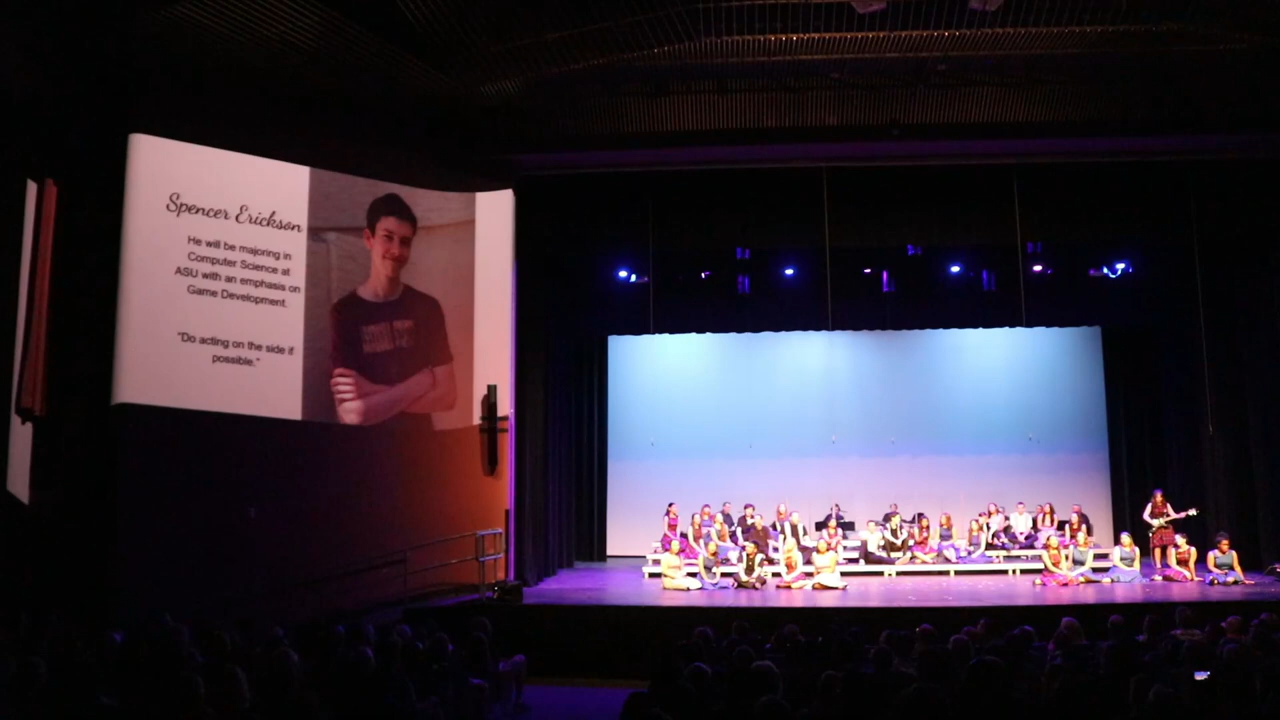 Spencer Erickson
He will be majoring in
Computer Science at
ASU with an emphasis on
Game Development.
"Do acting on the side if
possible."